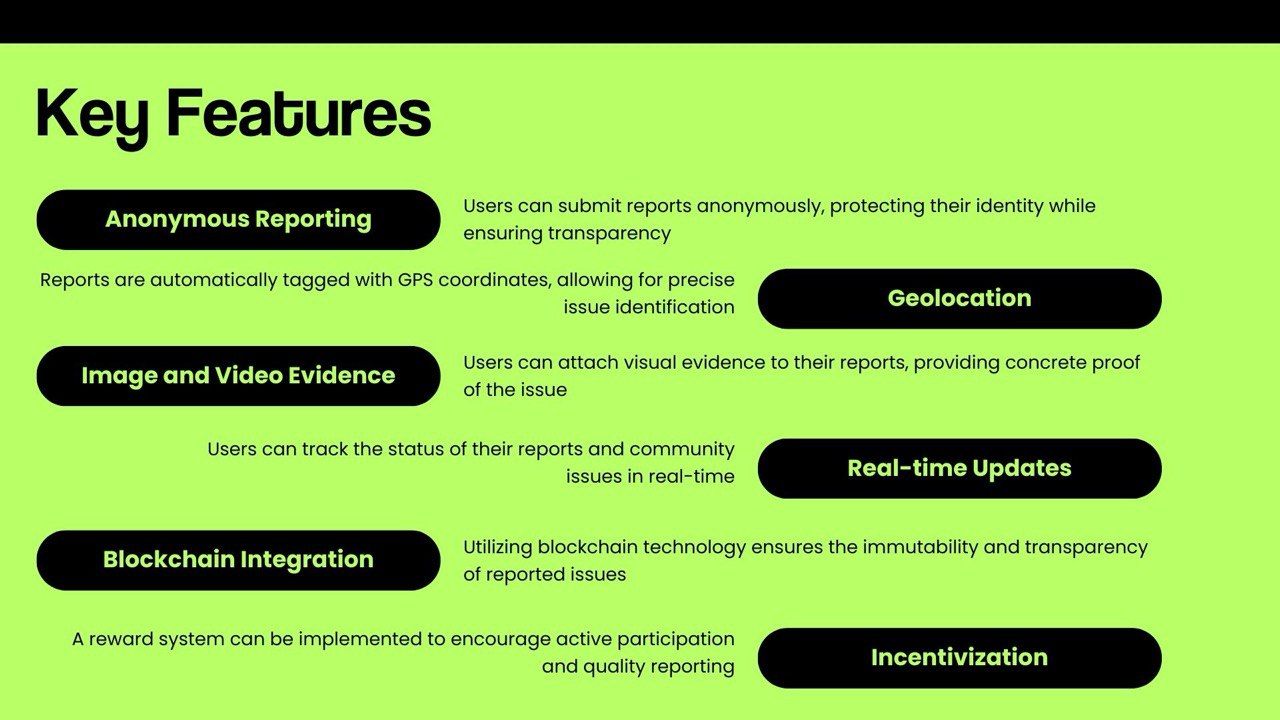 Key Features
Anonymous Reporting
Users can submit reports anonymously, protecting their identity while
ensuring transparency
Reports are automatically tagged with GPS coordinates, allowing for precise
issue identification
Geolocation
Image and Video Evidence
Users can attach visual evidence to their reports, providing concrete proof
of the issue
Users can track the status of their reports and community
issues in real-time
Real-time Updates
Blockchain Integration
Utilizing blockchain technology ensures the immutability and transparency
of reported issues
A reward system can be implemented to encourage active participation
and quality reporting
Incentivization